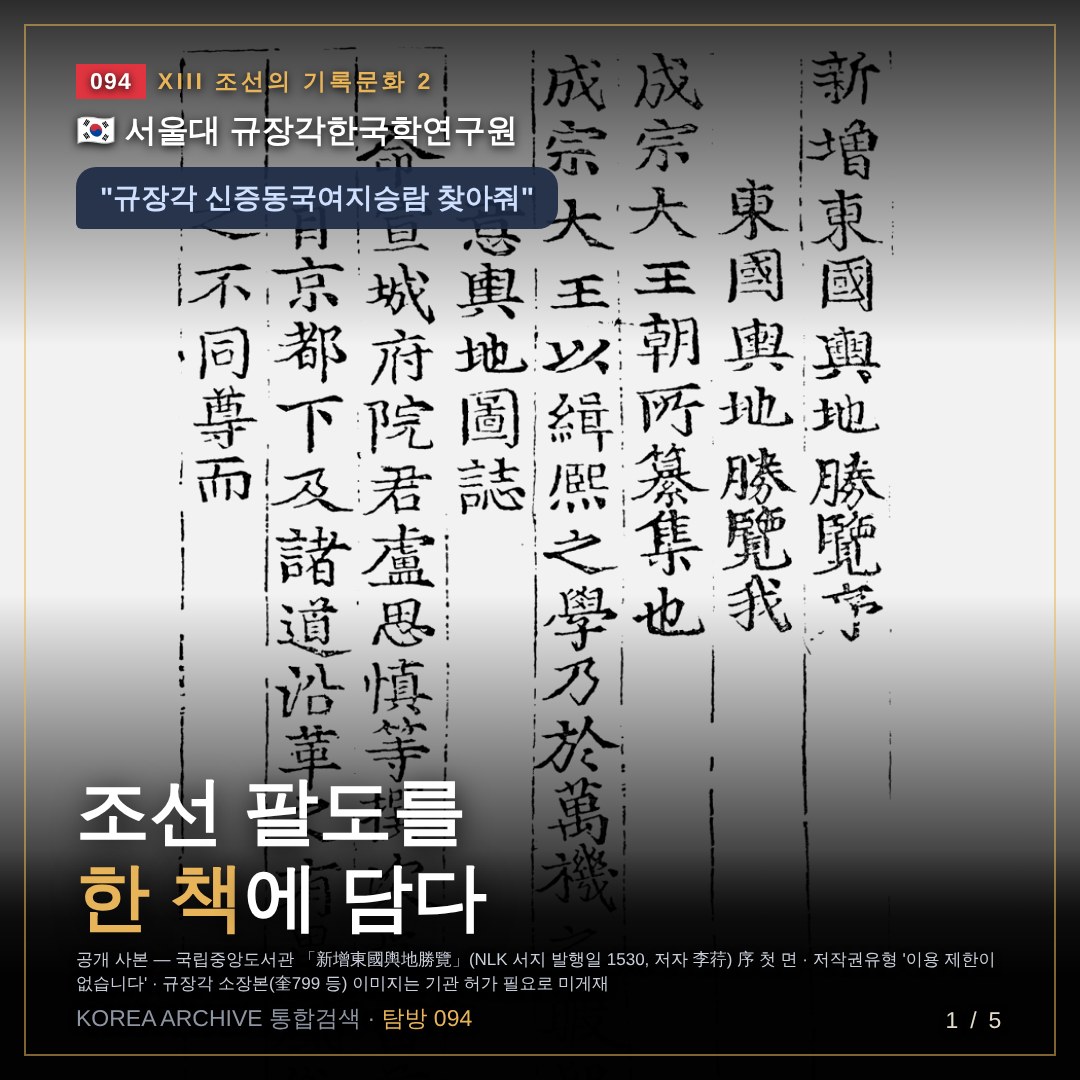 094 XIII 조선의 기록문화 2
🇰🇷 서울대 규장각한국학연구원
"규장각 신증동국여지승람 찾아줘"
新增東國輿地勝覽序
東國輿地勝覽我
成宗大王朝所纂集也
成宗大王以緝熙之學乃於萬機之
意輿地圖誌
命宣城府院君盧思愼等撰
自京都下及諸道沿革之有
之不同尊而
조선 팔도를
한 책에 담다
공개 사본 — 국립중앙도서관 「新增東國輿地勝覽」(NLK 서지 발행일 1530, 저자 李荇) 序 첫 면 · 저작권유형 '이용 제한이
없습니다' · 규장각 소장본(奎799 등) 이미지는 기관 허가 필요로 미게재
KOREA ARCHIVE 통합검색 · 탐방 094
1 / 5